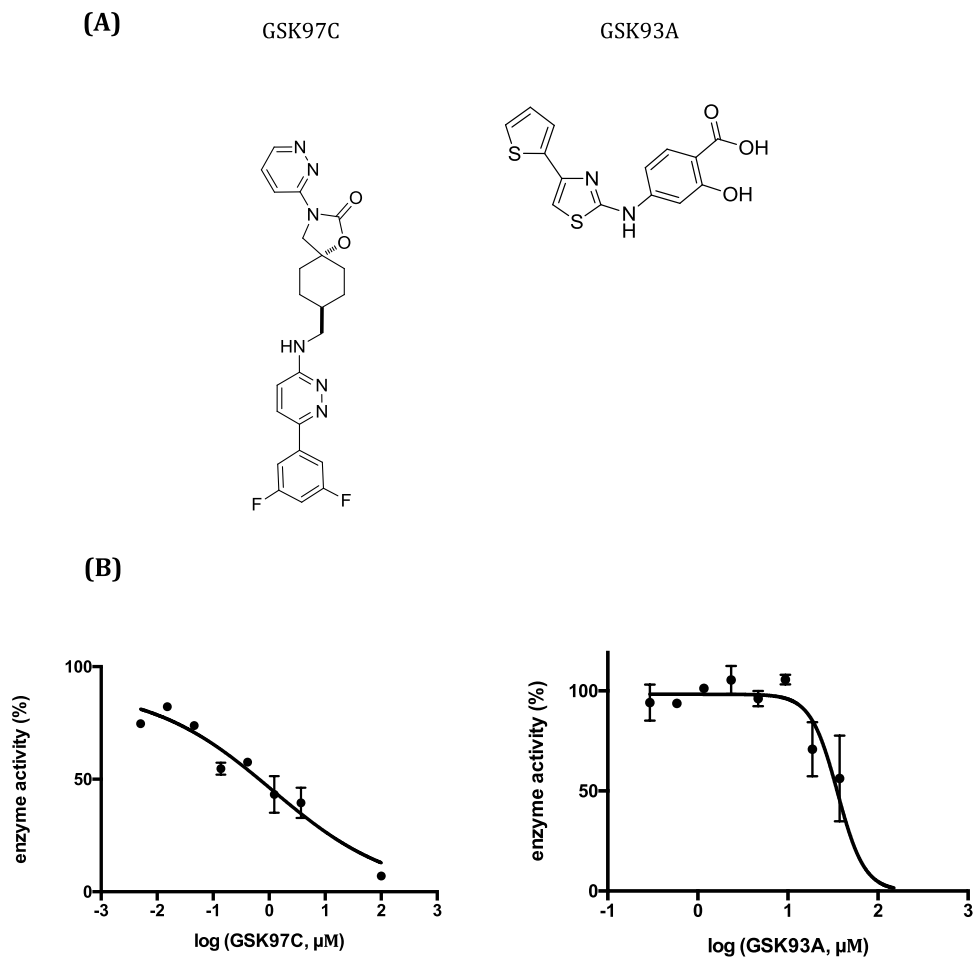 (A)
GSK97C
GSK93A
N
N
N
O
O
HN
N
N
F
F
S
N
S
N
H
O
OH
OH
(B)
100
50
0
enzyme activity (%)
-3 -2 -1 0 1 2 3
log (GSK97C, µM)
100
50
0
enzyme activity (%)
-1 0 1 2 3
log (GSK93A, µM)